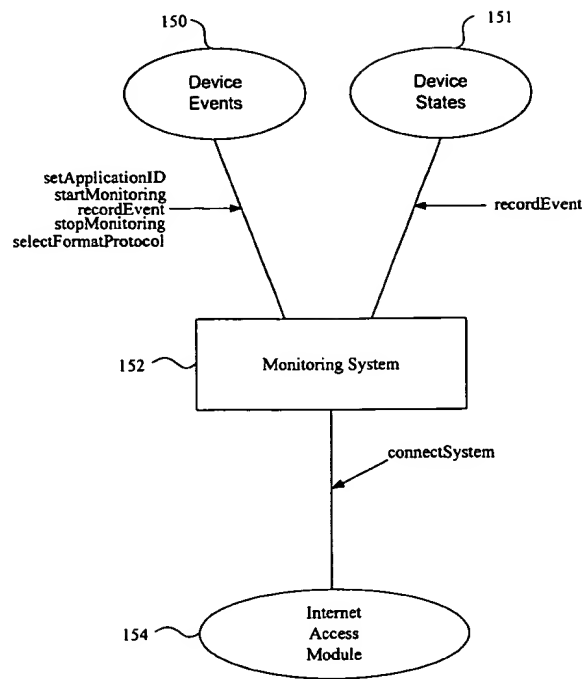 150
151
Device
Events
Device
States
setApplicationID
startMonitoring
recordEvent
stopMonitoring
selectFormatProtocol
recordEvent
152
Monitoring System
connectSystem
154
Internet
Access
Module